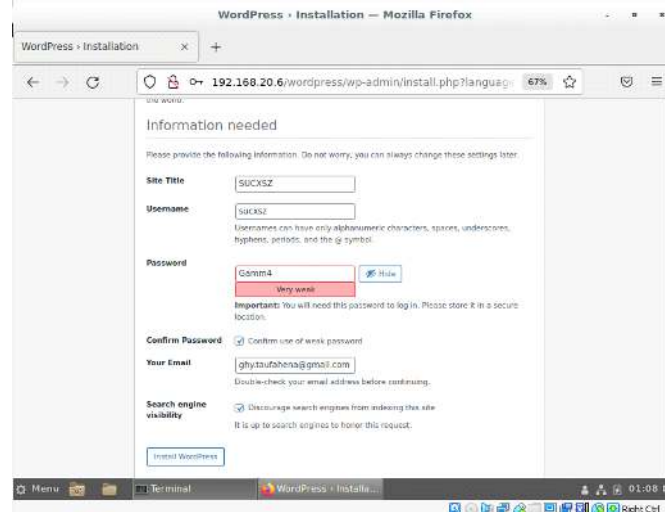 WordPress › Installation — Mozilla Firefox
WordPress › Installation × +
192.168.20.6/wordpress/wp-admin/install.php?languag 67%
the world.
Information needed
Please provide the following information. Do not worry, you can always change these settings later.
Site Title SUCXSZ
Username sucxsz
Usernames can have only alphanumeric characters, spaces, underscores,
hyphens, periods, and the @ symbol.
Password Gamm4 Hide
Very weak
Important: You will need this password to log in. Please store it in a secure
location.
Confirm Password Confirm use of weak password
Your Email ghy.taufahena@gmail.com
Double-check your email address before continuing.
Search engine
visibility Discourage search engines from indexing this site
It is up to search engines to honor this request.
Install WordPress
Menu Terminal WordPress › Installa... 01:08
Right Ctrl